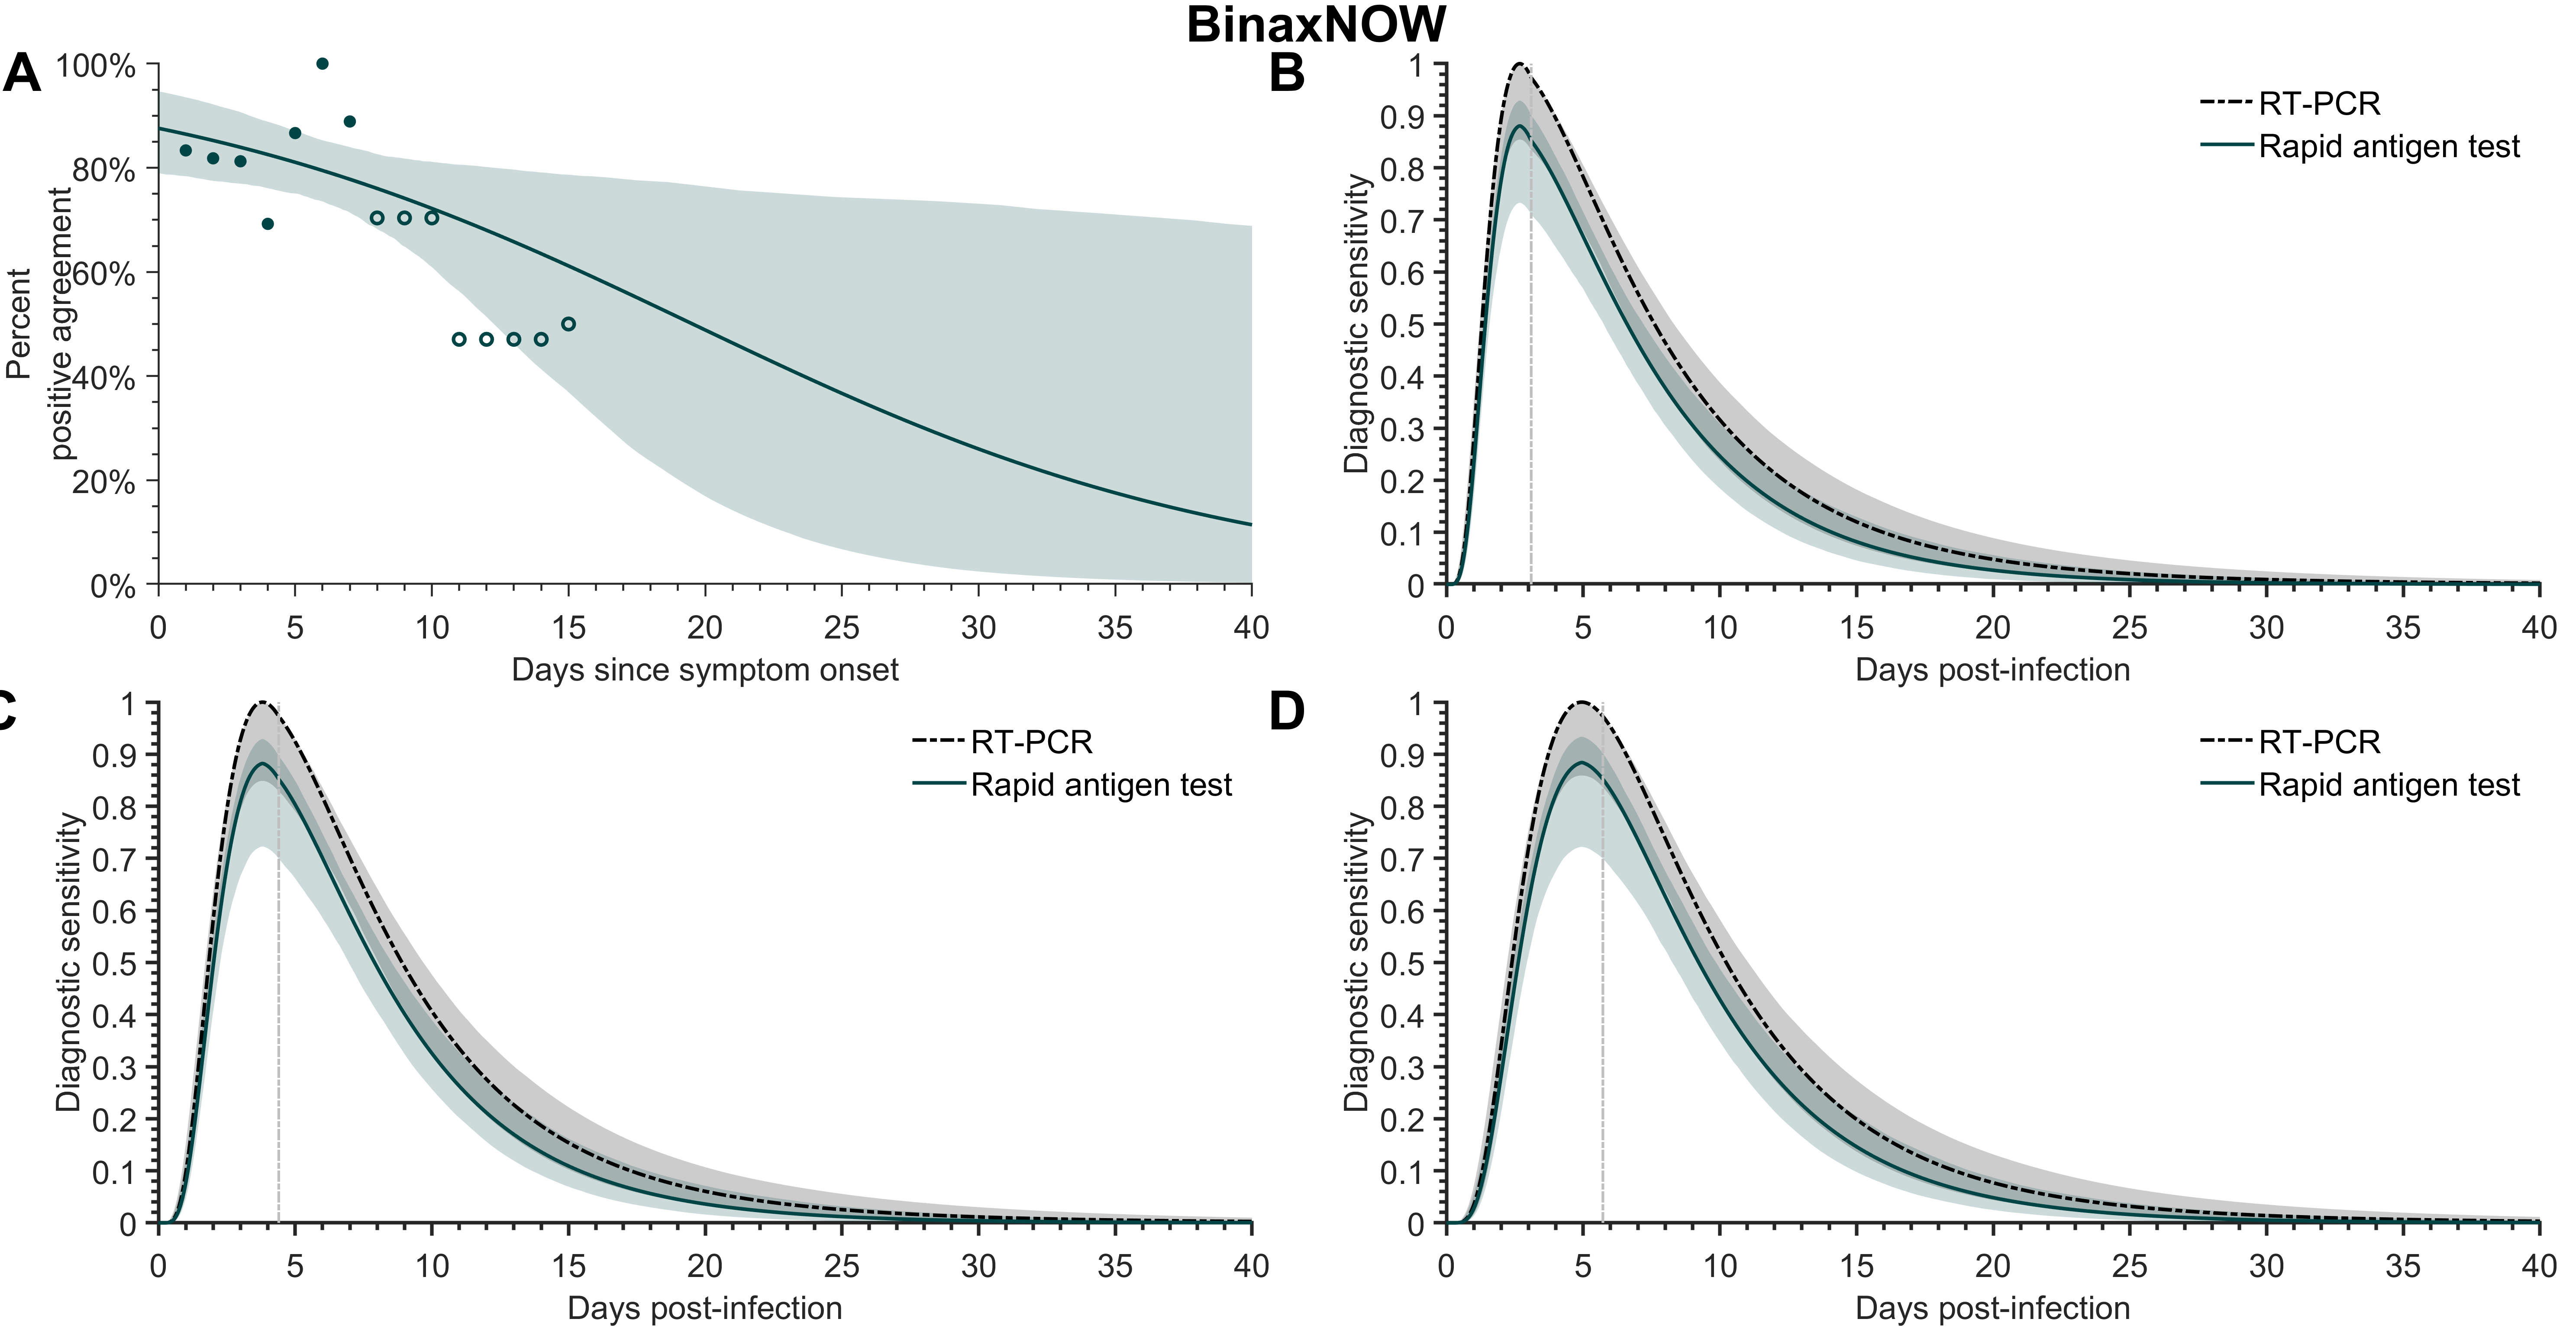 BinaxNOW
A
100%
80%
60%
40%
20%
0%
Percent
positive agreement
0 5 10 15 20 25 30 35 40
Days since symptom onset
B
1
0.9
0.8
0.7
0.6
0.5
0.4
0.3
0.2
0.1
0
Diagnostic sensitivity
RT-PCR
Rapid antigen test
0 5 10 15 20 25 30 35 40
Days post-infection
C
1
0.9
0.8
0.7
0.6
0.5
0.4
0.3
0.2
0.1
0
Diagnostic sensitivity
RT-PCR
Rapid antigen test
0 5 10 15 20 25 30 35 40
Days post-infection
D
1
0.9
0.8
0.7
0.6
0.5
0.4
0.3
0.2
0.1
0
Diagnostic sensitivity
RT-PCR
Rapid antigen test
0 5 10 15 20 25 30 35 40
Days post-infection